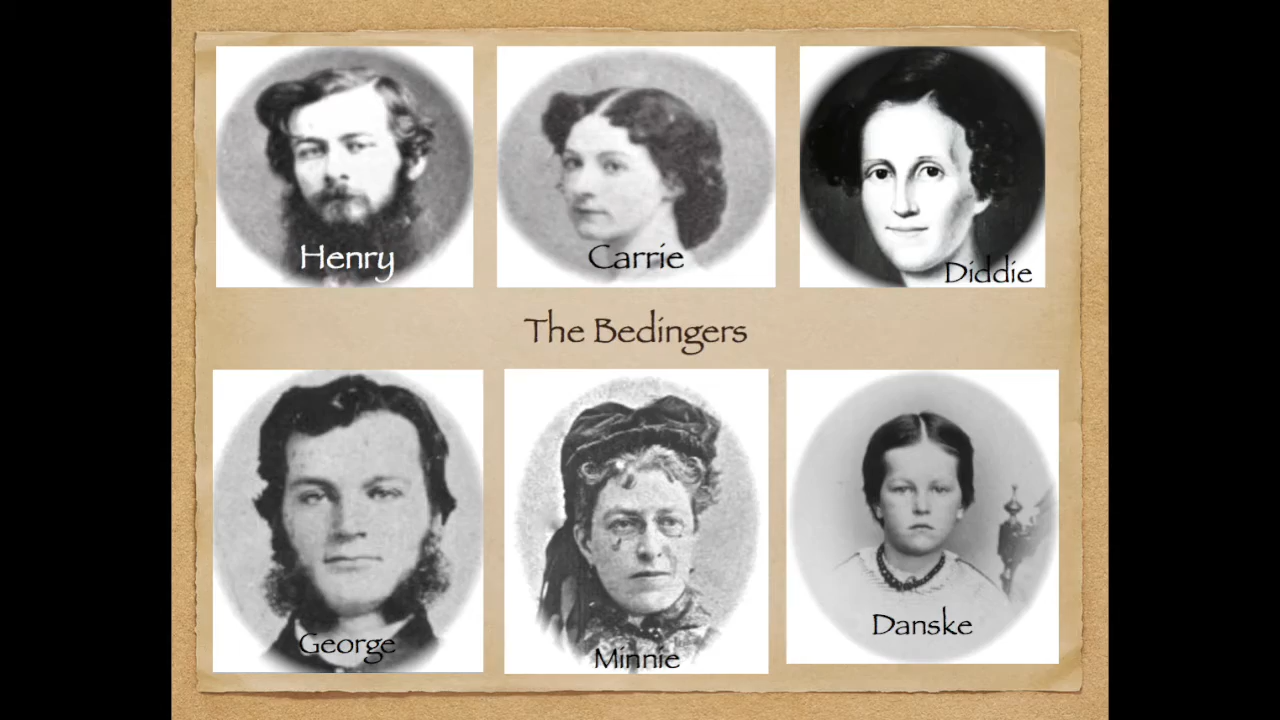 Henry
Carrie
Diddie
The Bedingers
George
Minnie
Danske